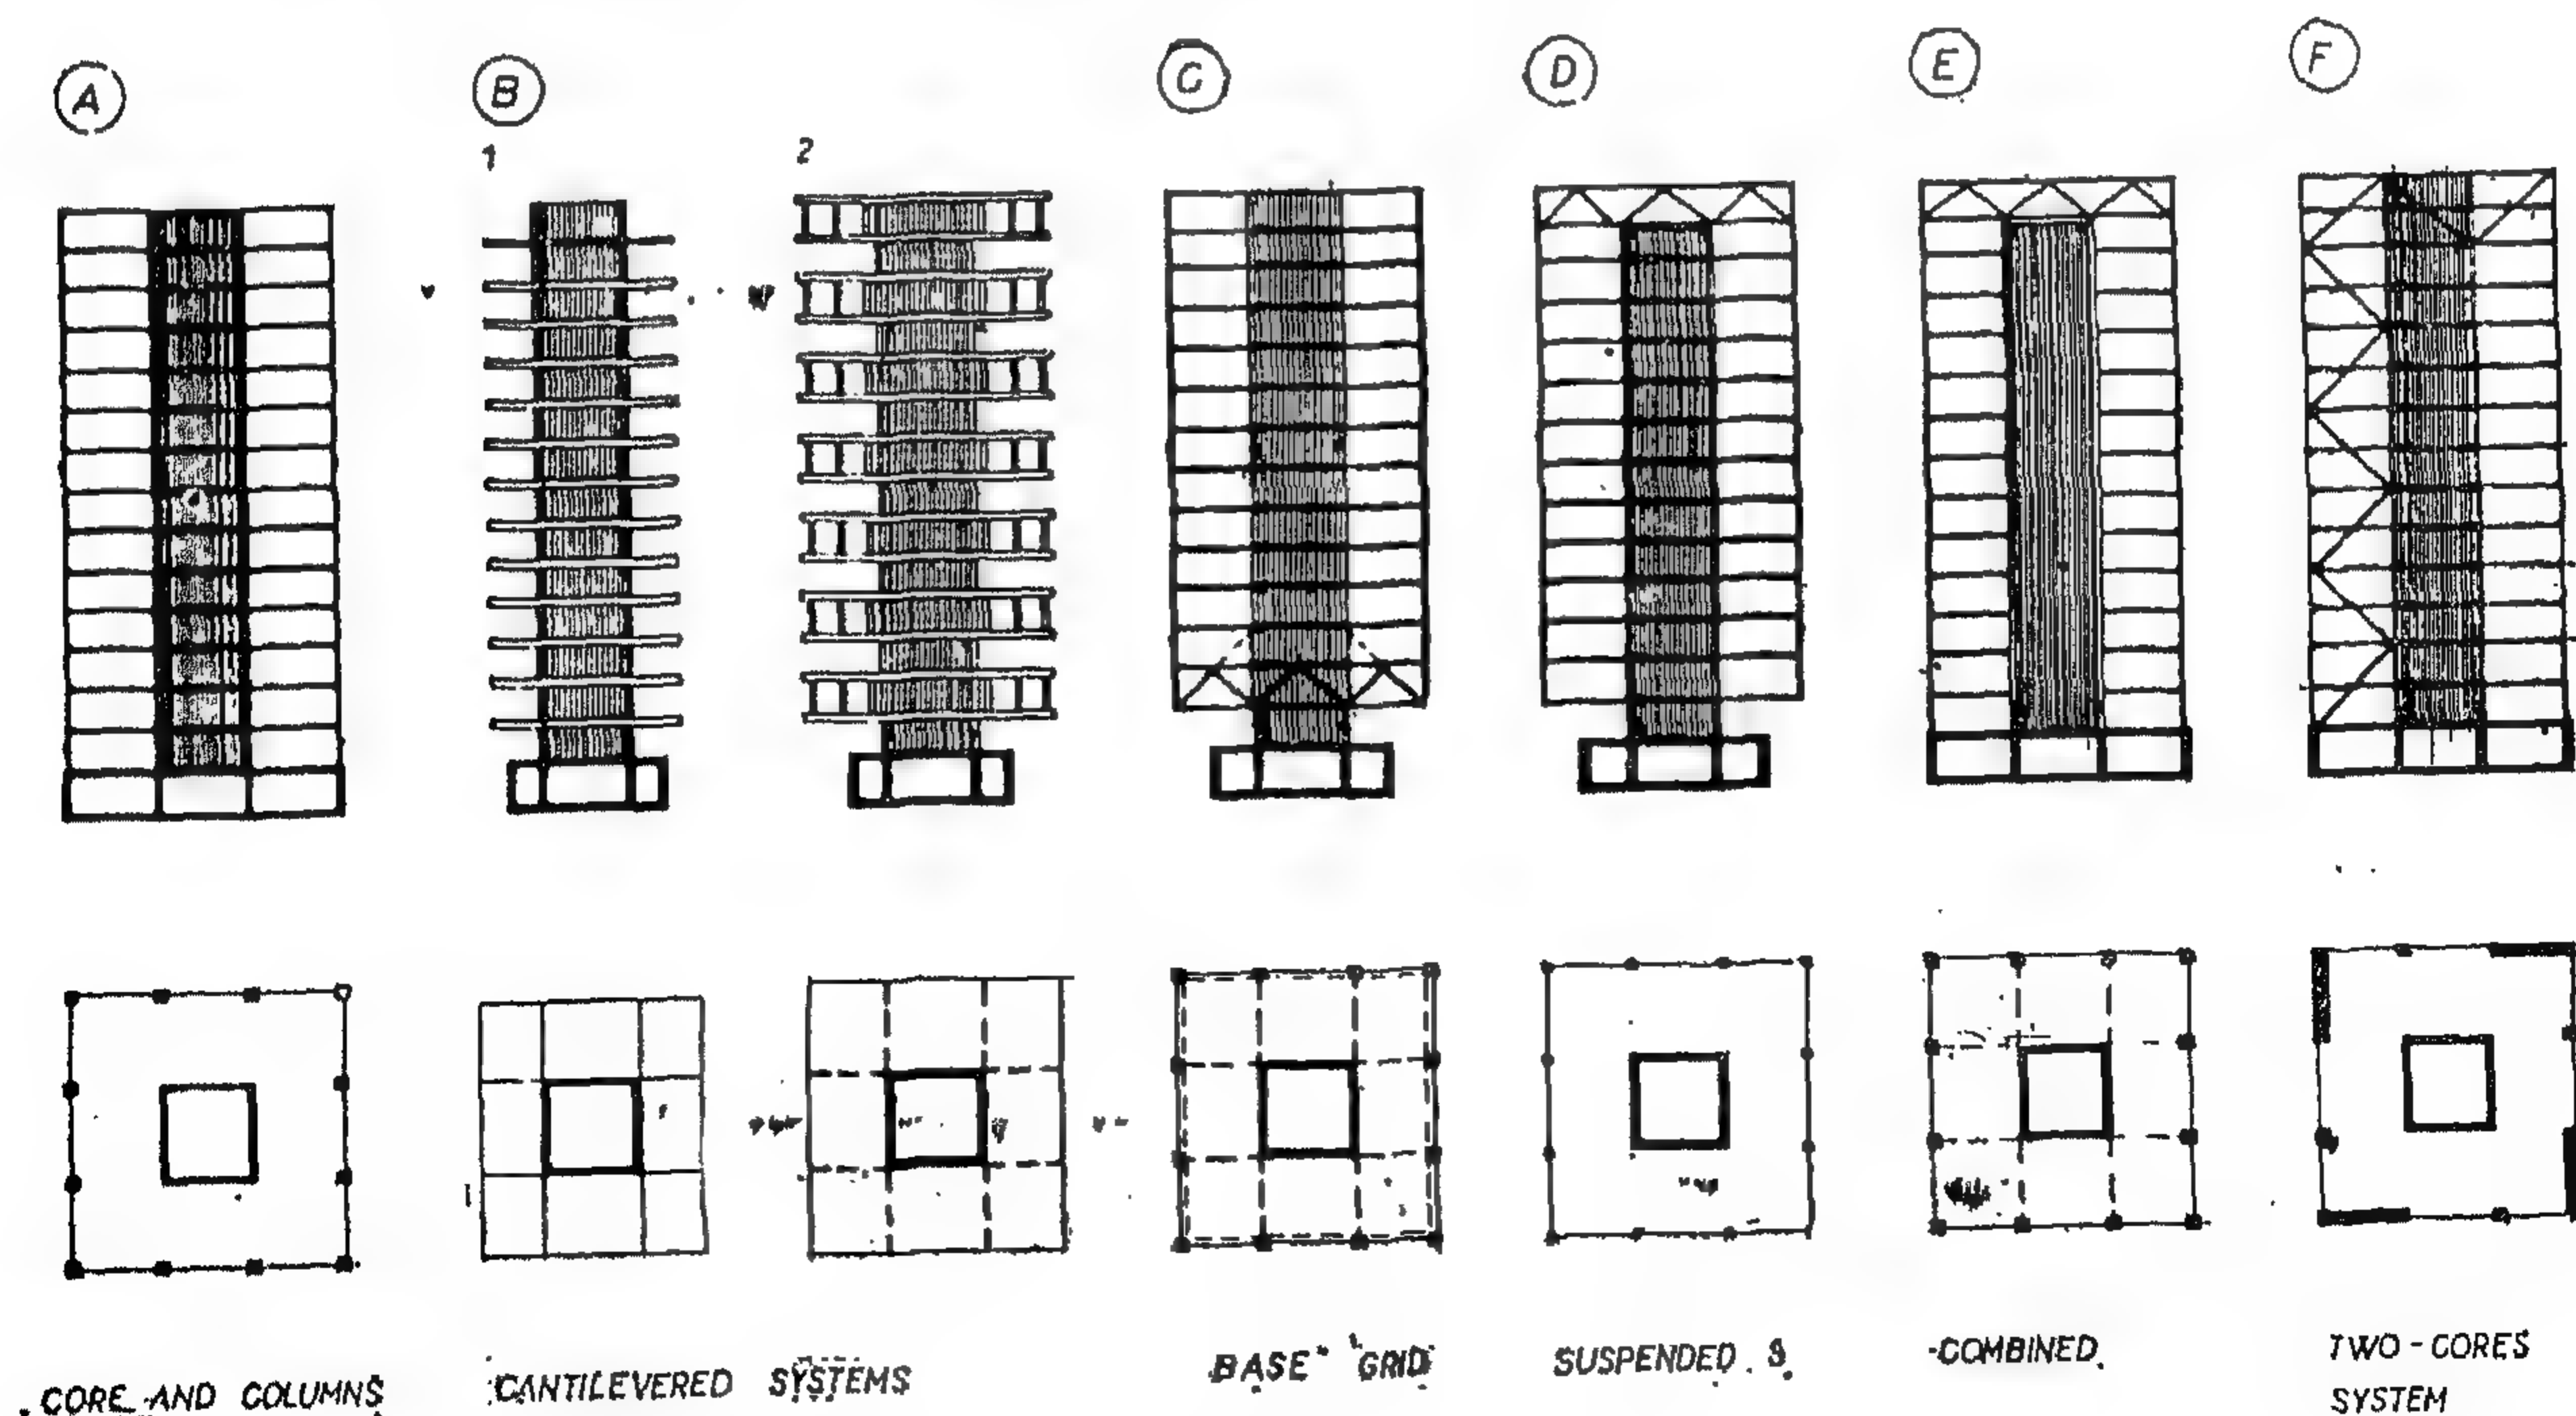 A
B
C
D
E
F
1
2
CORE AND COLUMNS
CANTILEVERED SYSTEMS
BASE GRID
SUSPENDED S.
COMBINED
TWO-CORES
SYSTEM